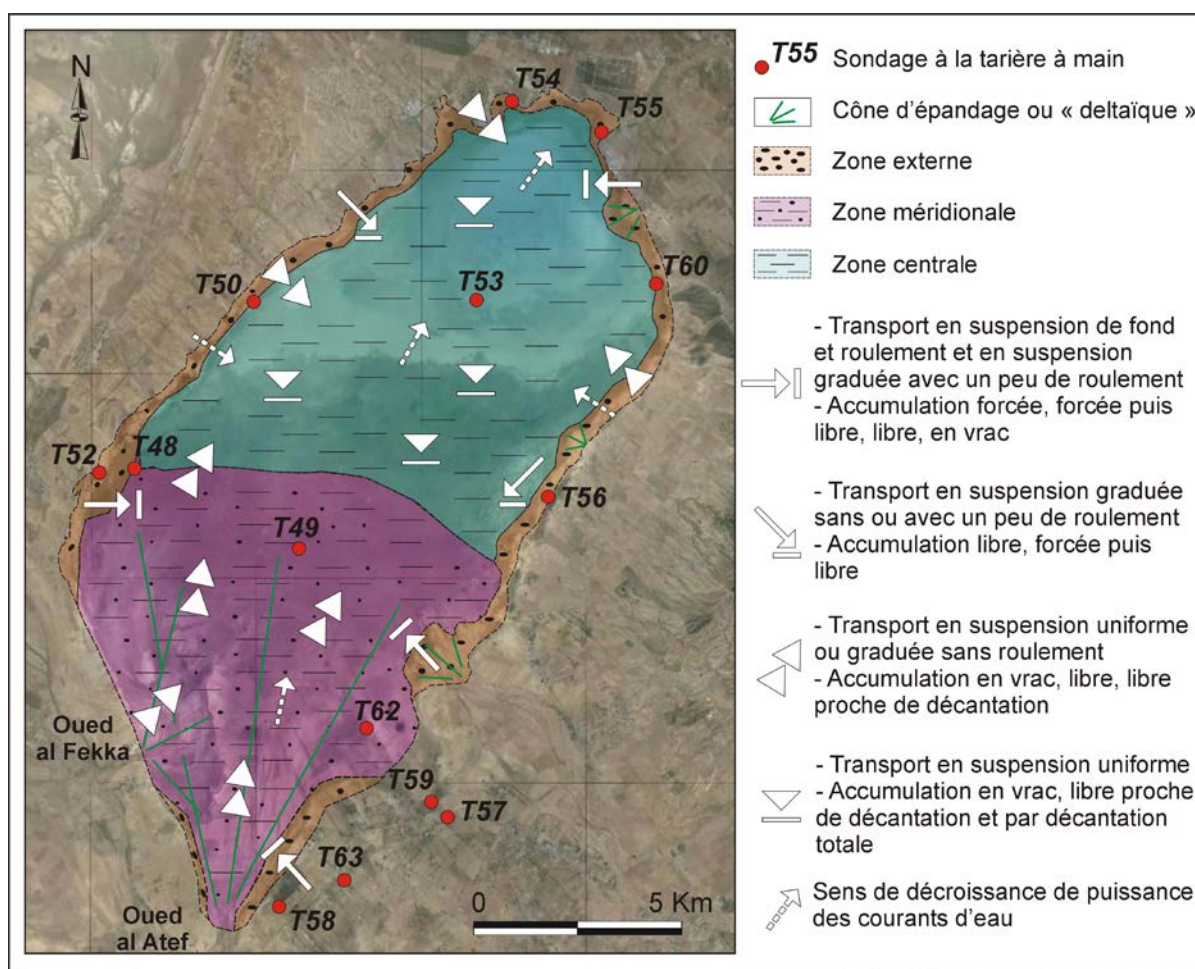 N
T54
T55
T50
T53
T60
T52
T48
T56
T49
T62
Oued
al Fekka
T59
T57
T63
T58
Oued
al Atef
0
5 Km
T55 Sondage à la tarière à main
Cône d'épandage ou « deltaïque »
Zone externe
Zone méridionale
Zone centrale
- Transport en suspension de fond
et roulement et en suspension
graduée avec un peu de roulement
- Accumulation forcée, forcée puis
libre, libre, en vrac
- Transport en suspension graduée
sans ou avec un peu de roulement
- Accumulation libre, forcée puis
libre
- Transport en suspension uniforme
ou graduée sans roulement
- Accumulation en vrac, libre, libre
proche de décantation
- Transport en suspension uniforme
- Accumulation en vrac, libre proche
de décantation et par décantation
totale
Sens de décroissance de puissance
des courants d'eau